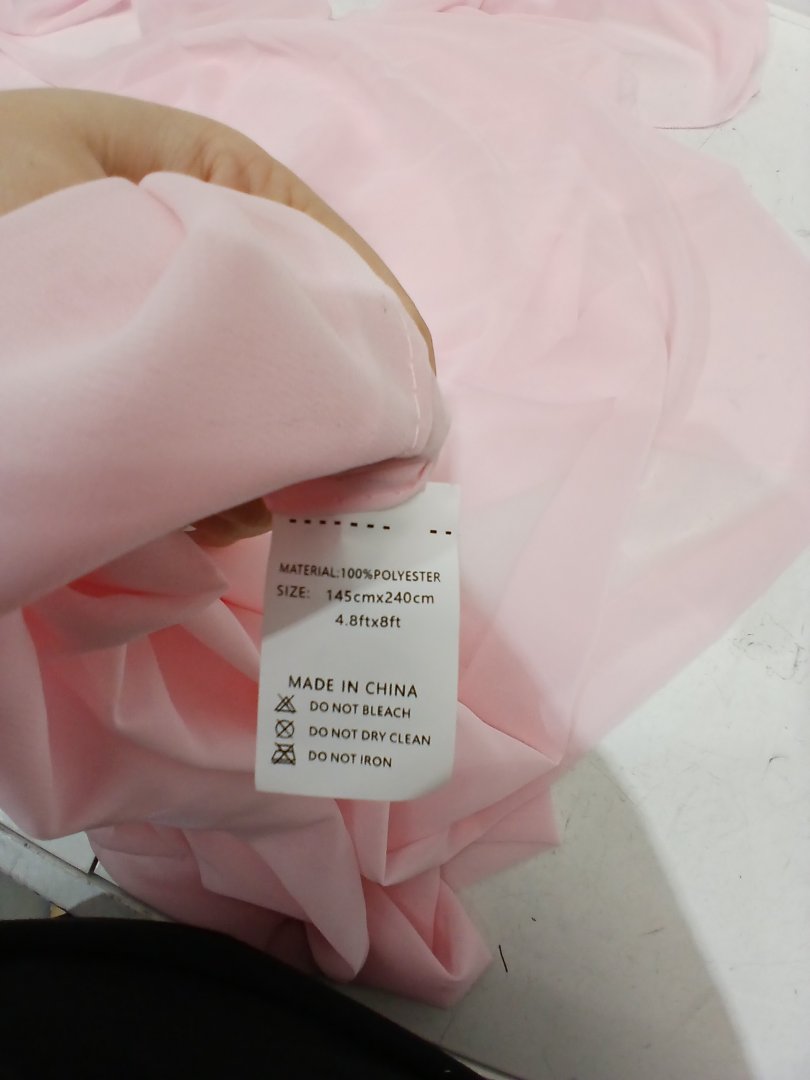 MATERIAL:100%POLYESTER
SIZE: 145cmx240cm
4.8ftx8ft
MADE IN CHINA
DO NOT BLEACH
DO NOT DRY CLEAN
DO NOT IRON